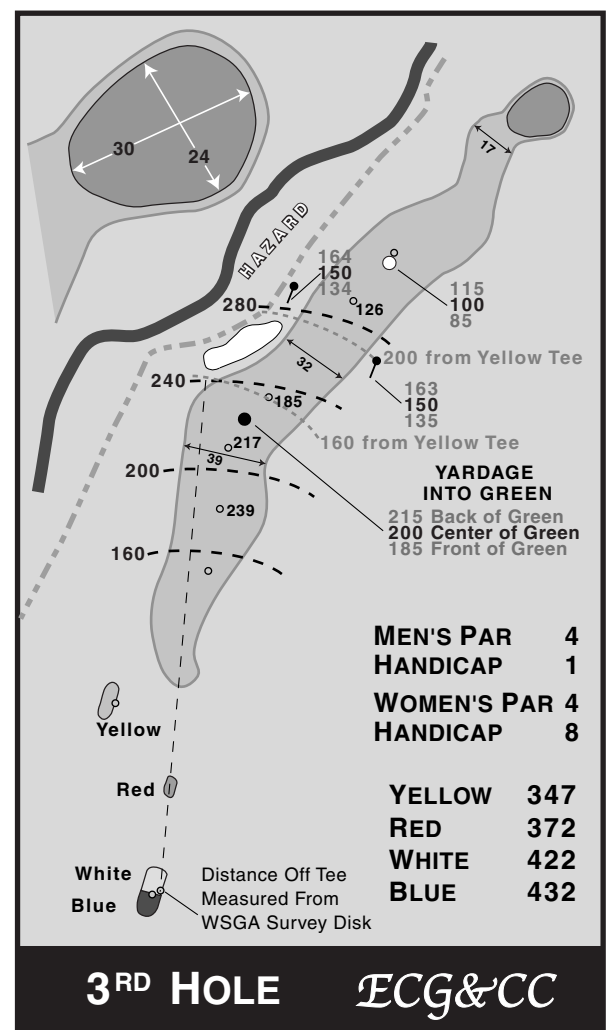 30
24
17
HAZARD
164
150
134
280
126
115
100
85
32
200 from Yellow Tee
240
185
163
150
135
217
160 from Yellow Tee
39
200
YARDAGE
INTO GREEN
215 Back of Green
200 Center of Green
185 Front of Green
239
160
MEN'S PAR 4
HANDICAP 1
WOMEN'S PAR 4
HANDICAP 8
Yellow
Red
YELLOW 347
RED 372
WHITE 422
BLUE 432
White
Blue
Distance Off Tee
Measured From
WSGA Survey Disk
3RD HOLE
ECG&CC